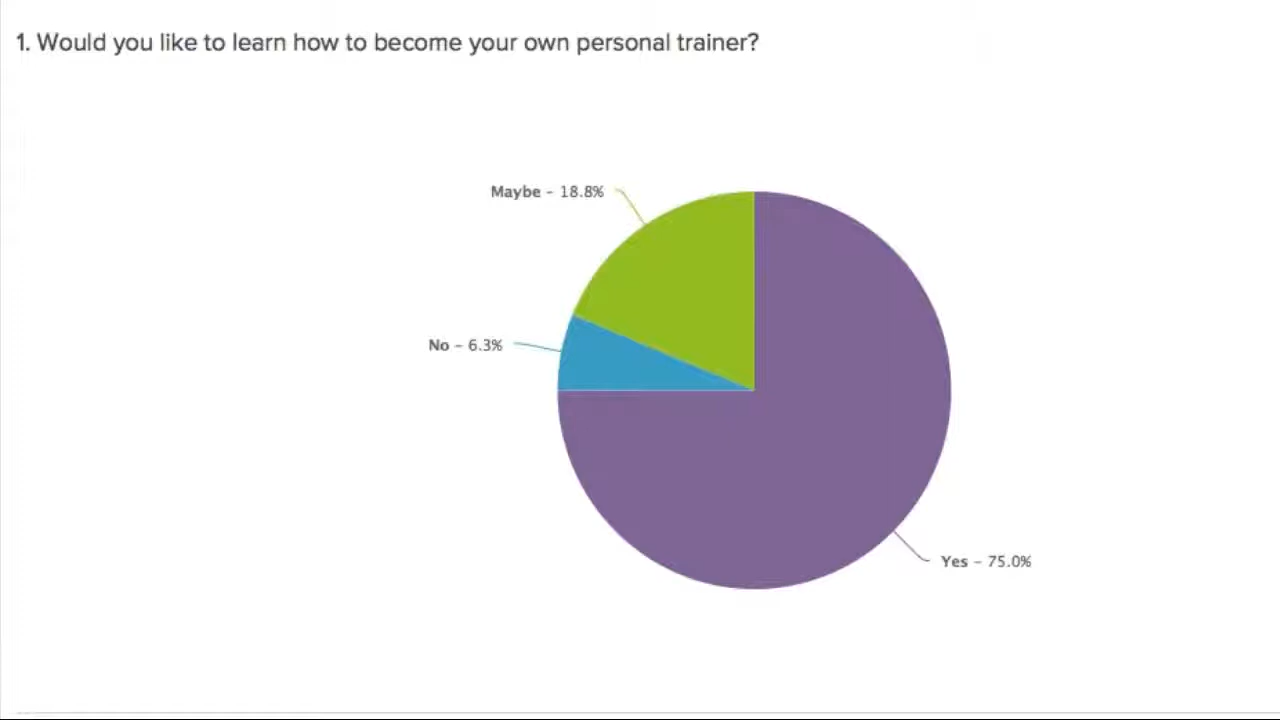 1. Would you like to learn how to become your own personal trainer?
Maybe - 18.8%
No - 6.3%
Yes - 75.0%